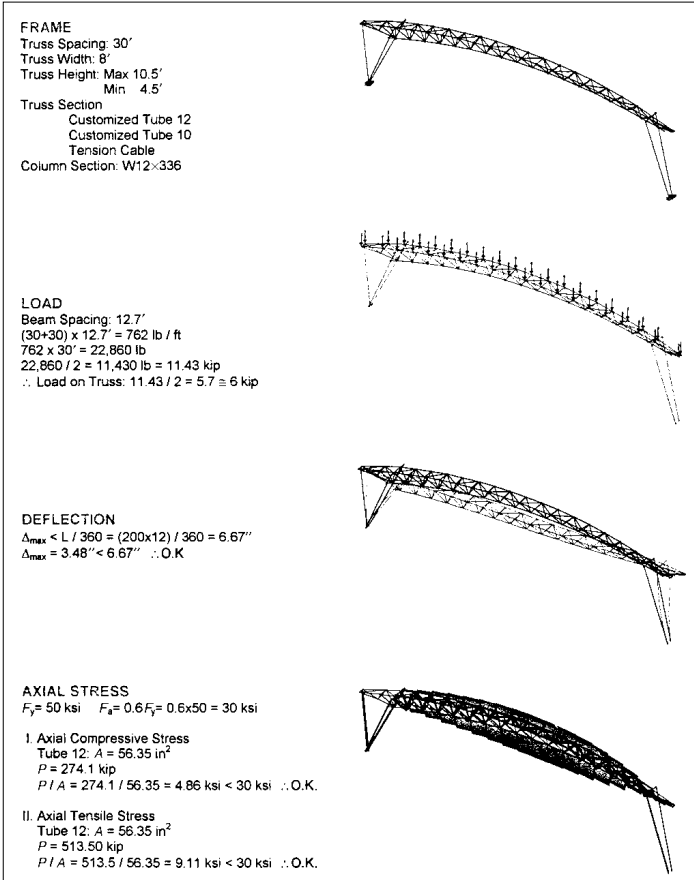 FRAME
Truss Spacing: 30′
Truss Width: 8′
Truss Height: Max 10.5′
Min 4.5′
Truss Section
Customized Tube 12
Customized Tube 10
Tension Cable
Column Section: W12×336
LOAD
Beam Spacing: 12.7′
(30+30) x 12.7′ = 762 lb / ft
762 x 30′ = 22,860 lb
22,860 / 2 = 11,430 lb = 11.43 kip
∴ Load on Truss: 11.43 / 2 = 5.7 ≅ 6 kip
DEFLECTION
Δmax < L / 360 = (200x12) / 360 = 6.67″
Δmax = 3.48″< 6.67″ ∴O.K
AXIAL STRESS
Fy= 50 ksi Fa= 0.6Fy= 0.6x50 = 30 ksi
I. Axial Compressive Stress
Tube 12: A = 56.35 in²
P = 274.1 kip
P / A = 274.1 / 56.35 = 4.86 ksi < 30 ksi ∴O.K.
II. Axial Tensile Stress
Tube 12: A = 56.35 in²
P = 513.50 kip
P / A = 513.5 / 56.35 = 9.11 ksi < 30 ksi ∴O.K.